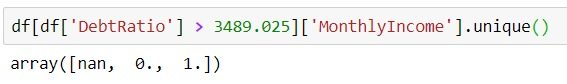 df[df['DebtRatio'] > 3489.025]['MonthlyIncome'].unique()
array([nan,  0.,  1.])